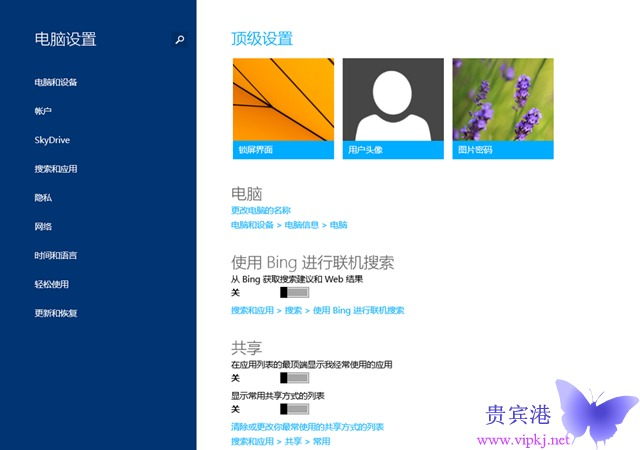 电脑设置
电脑和设备
帐户
SkyDrive
搜索和应用
隐私
网络
时间和语言
轻松使用
更新和恢复
顶级设置
锁屏界面
用户头像
图片密码
电脑
更改电脑的名称
电脑和设备 > 电脑信息 > 电脑
使用 Bing 进行联机搜索
从 Bing 获取搜索建议和 Web 结果
关
搜索和应用 > 搜索 > 使用 Bing 进行联机搜索
共享
在应用列表的最顶端显示我经常使用的应用
关
显示常用共享方式的列表
关
清除或更改你最常使用的共享方式的列表
搜索和应用 > 共享 > 常用
贵宾港
www.vipkj.net